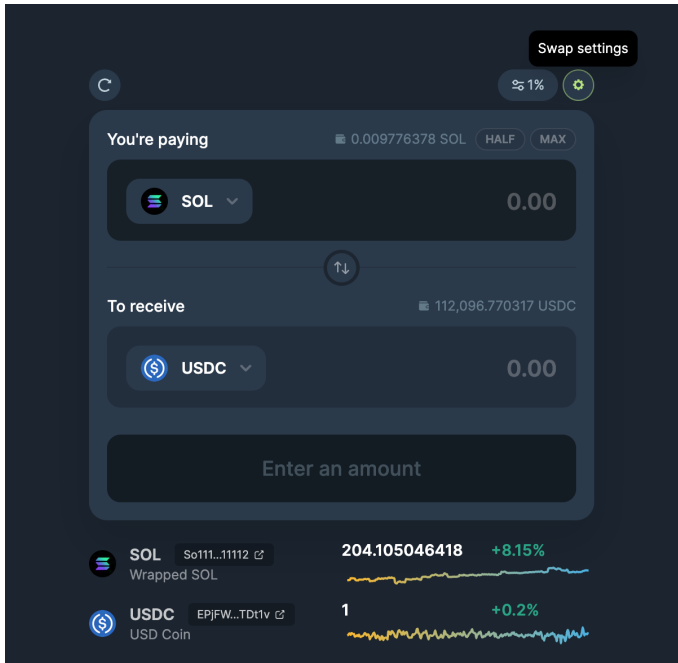 Swap settings
1%
You're paying 0.009776378 SOL HALF MAX
SOL 0.00
To receive 112,096.770317 USDC
USDC 0.00
Enter an amount
SOL So111...11112 204.105046418 +8.15%
Wrapped SOL
USDC EPjFW...TDt1v 1 +0.2%
USD Coin